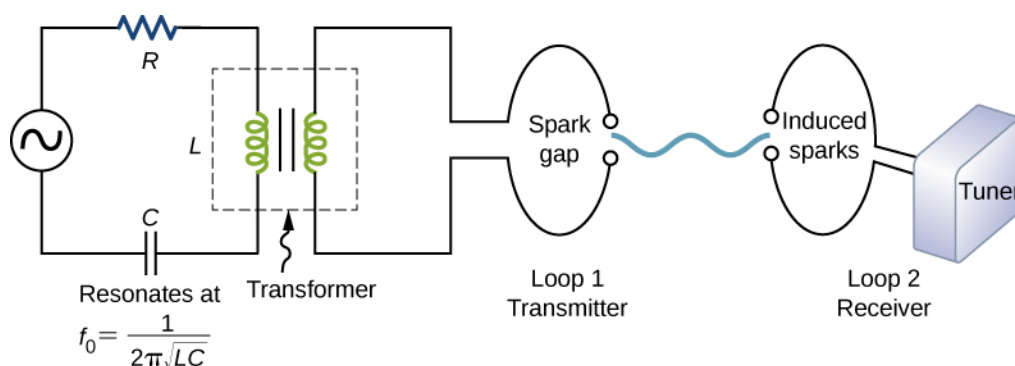 R
L
C
Spark
gap
Induced
sparks
Tuner
Resonates at
f₀ = 1
2π√LC
Transformer
Loop 1
Transmitter
Loop 2
Receiver